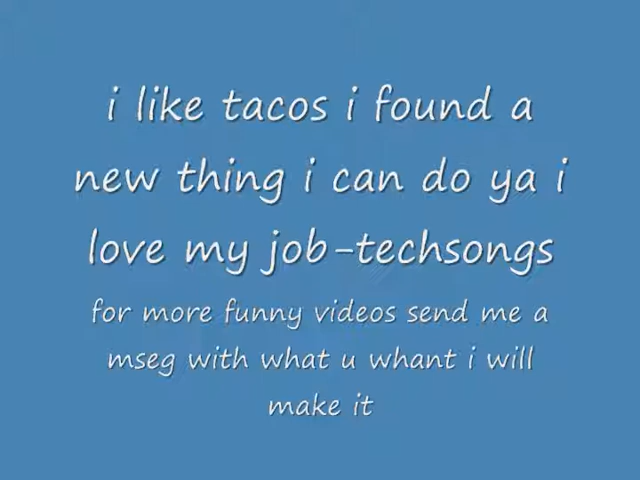 i like tacos i found a
new thing i can do ya i
love my job-techsongs
for more funny videos send me a
mseg with what u whant i will
make it